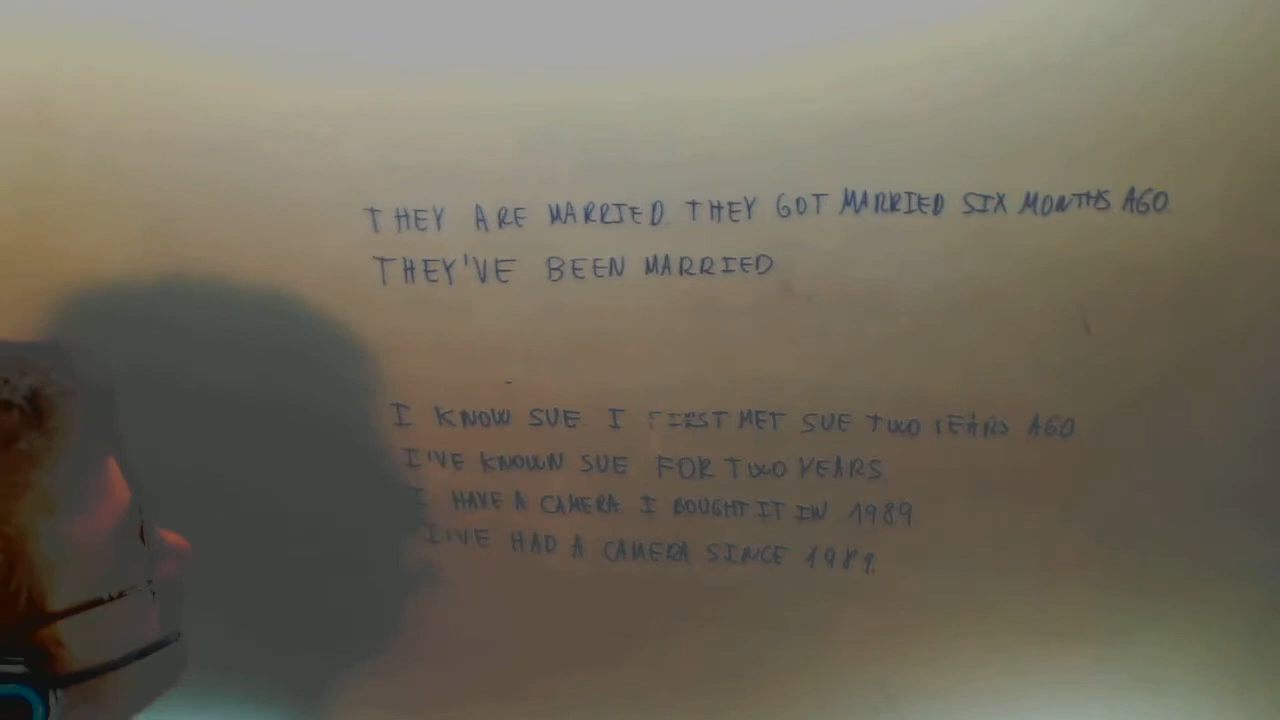 THEY ARE MARRIED. THEY GOT MARRIED SIX MONTHS AGO.
THEY'VE BEEN MARRIED
I KNOW SUE. I FIRST MET SUE TWO YEARS AGO
I'VE KNOWN SUE FOR TWO YEARS
I HAVE A CAMERA. I BOUGHT IT IN 1989
I'VE HAD A CAMERA SINCE 1989.